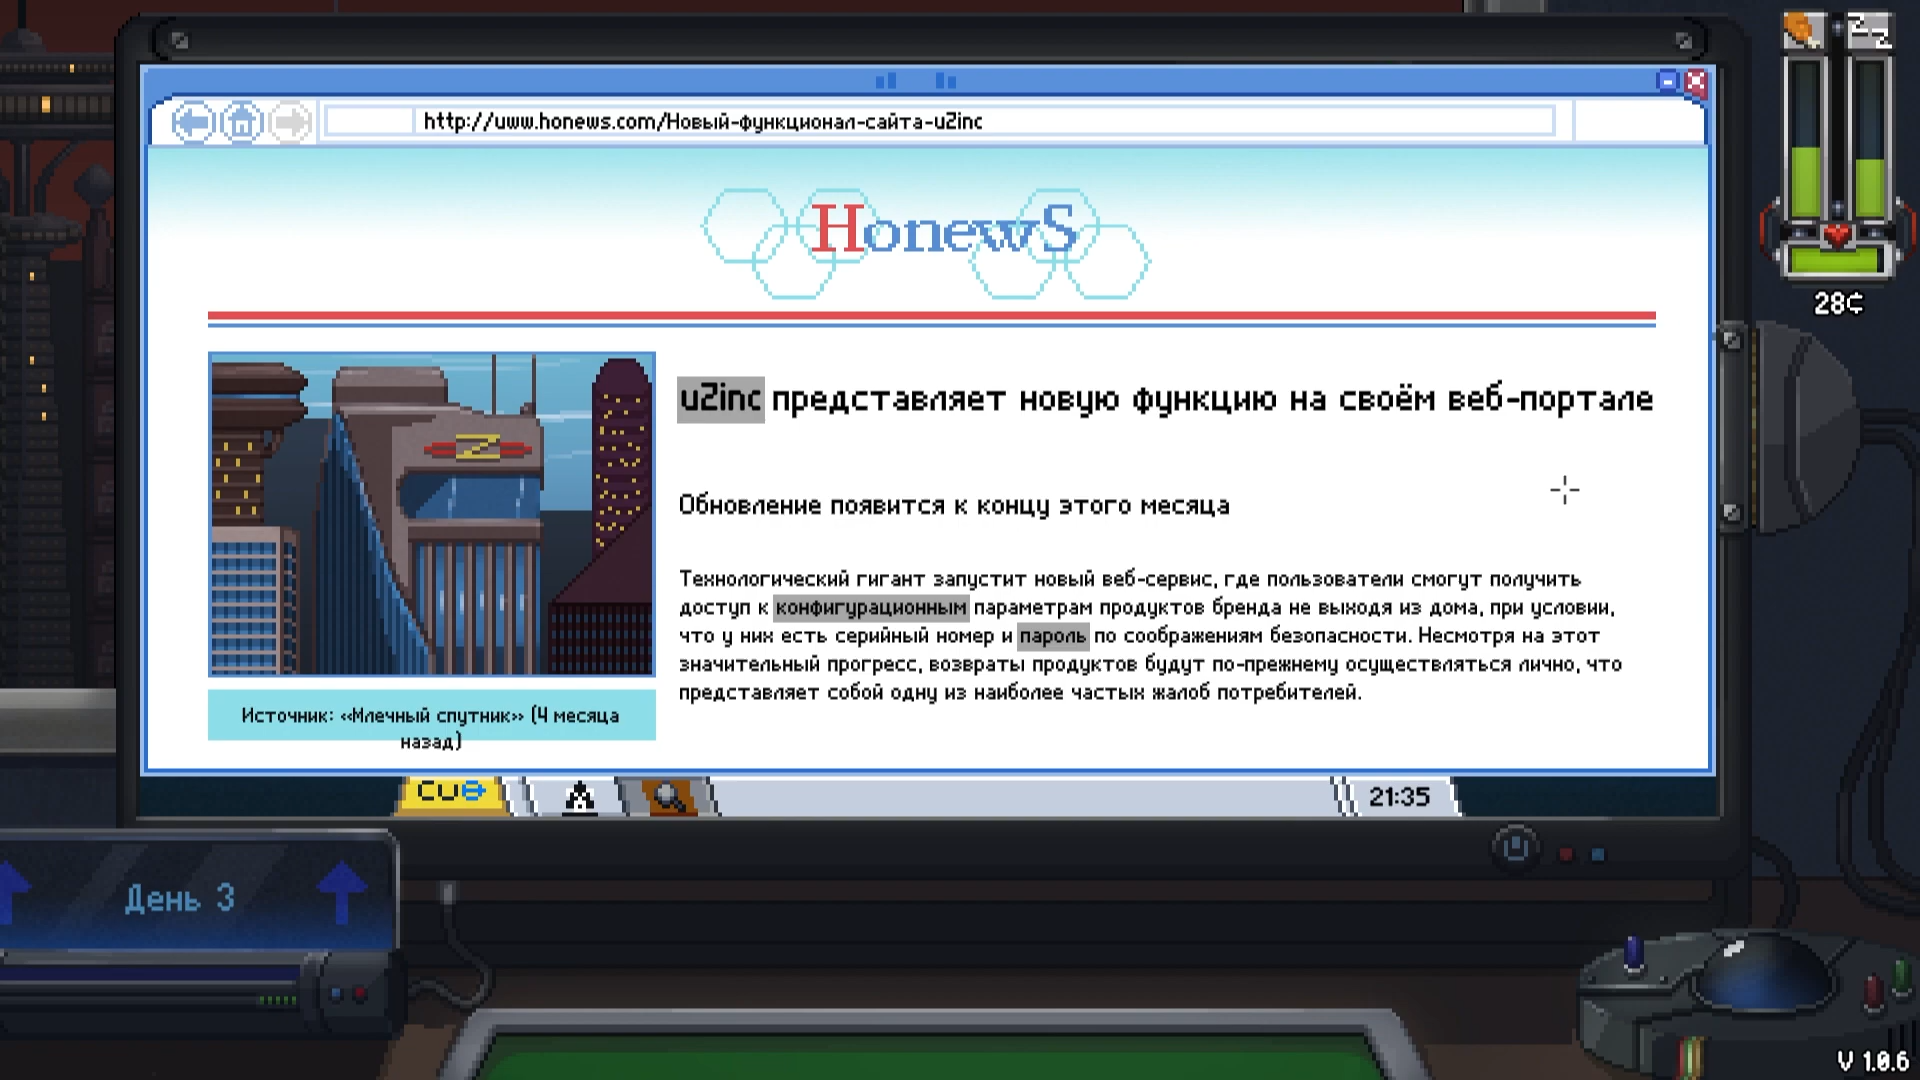 http://uww.honews.com/Новый-функционал-сайта-uZinc
HonewS
uZinc представляет новую функцию на своём веб-портале
Обновление появится к концу этого месяца
Технологический гигант запустит новый веб-сервис, где пользователи смогут получить
доступ к конфигурационным параметрам продуктов бренда не выходя из дома, при условии,
что у них есть серийный номер и пароль по соображениям безопасности. Несмотря на этот
значительный прогресс, возвраты продуктов будут по-прежнему осуществляться лично, что
представляет собой одну из наиболее частых жалоб потребителей.
Z
Источник: «Млечный спутник» (4 месяца
назад)
21:35
28¢
День 3
V 1.0.6